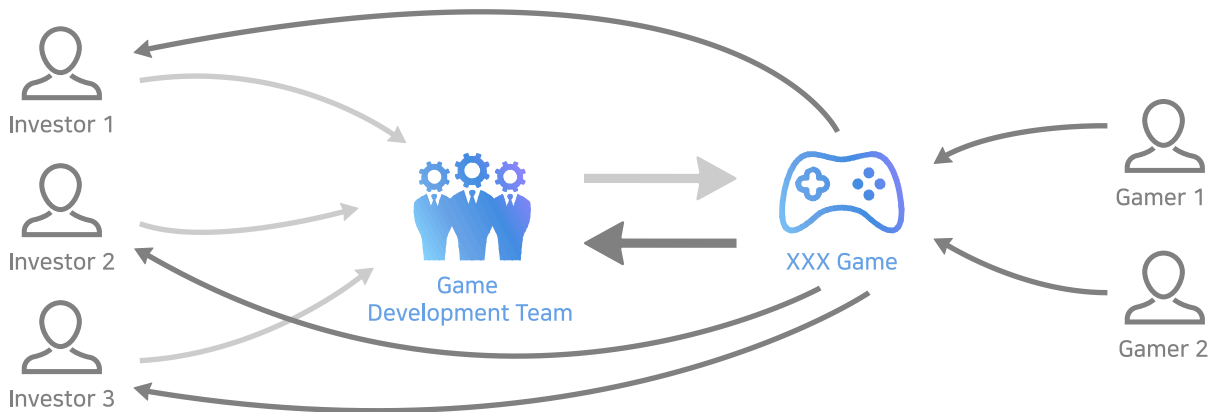 Investor 1
Investor 2
Investor 3
Game
Development Team
XXX Game
Gamer 1
Gamer 2